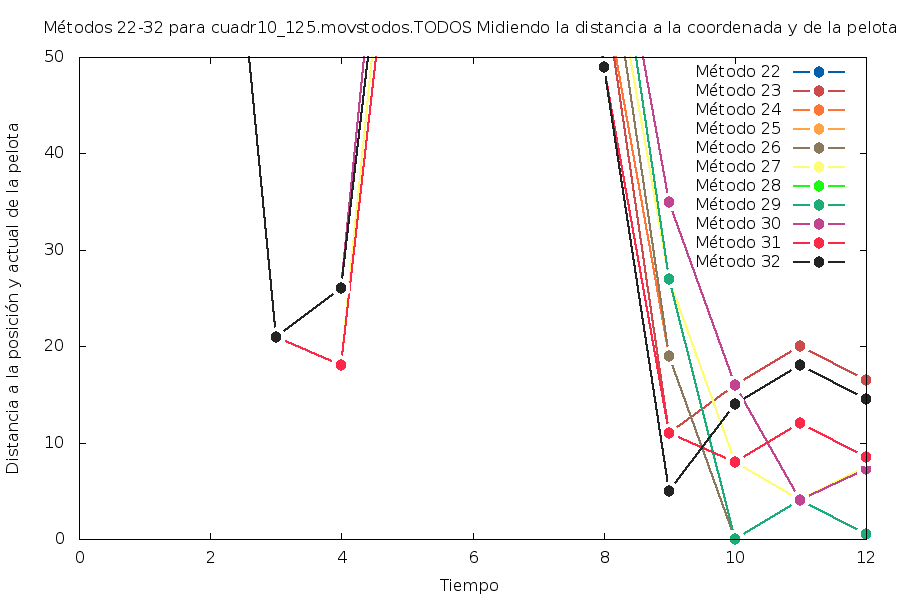 Métodos 22-32 para cuadr10_125.movstodos.TODOS Midiendo la distancia a la coordenada y de la pelota
Distancia a la posición y actual de la pelota
50
40
30
20
10
0
Método 22
Método 23
Método 24
Método 25
Método 26
Método 27
Método 28
Método 29
Método 30
Método 31
Método 32
0 2 4 6 8 10 12
Tiempo